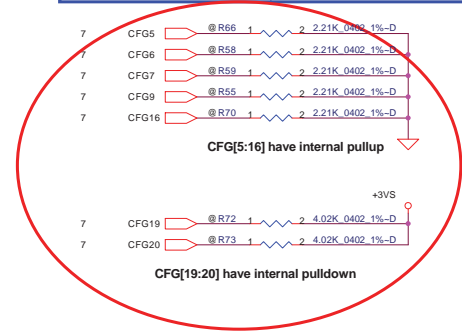 7 CFG5 @ R66 1 2 2.21K_0402_1%~D
7 CFG6 @ R58 1 2 2.21K_0402_1%~D
7 CFG7 @ R59 1 2 2.21K_0402_1%~D
7 CFG9 @ R55 1 2 2.21K_0402_1%~D
7 CFG16 @ R70 1 2 2.21K_0402_1%~D
CFG[5:16] have internal pullup
+3VS
7 CFG19 @ R72 1 2 4.02K_0402_1%~D
7 CFG20 @ R73 1 2 4.02K_0402_1%~D
CFG[19:20] have internal pulldown